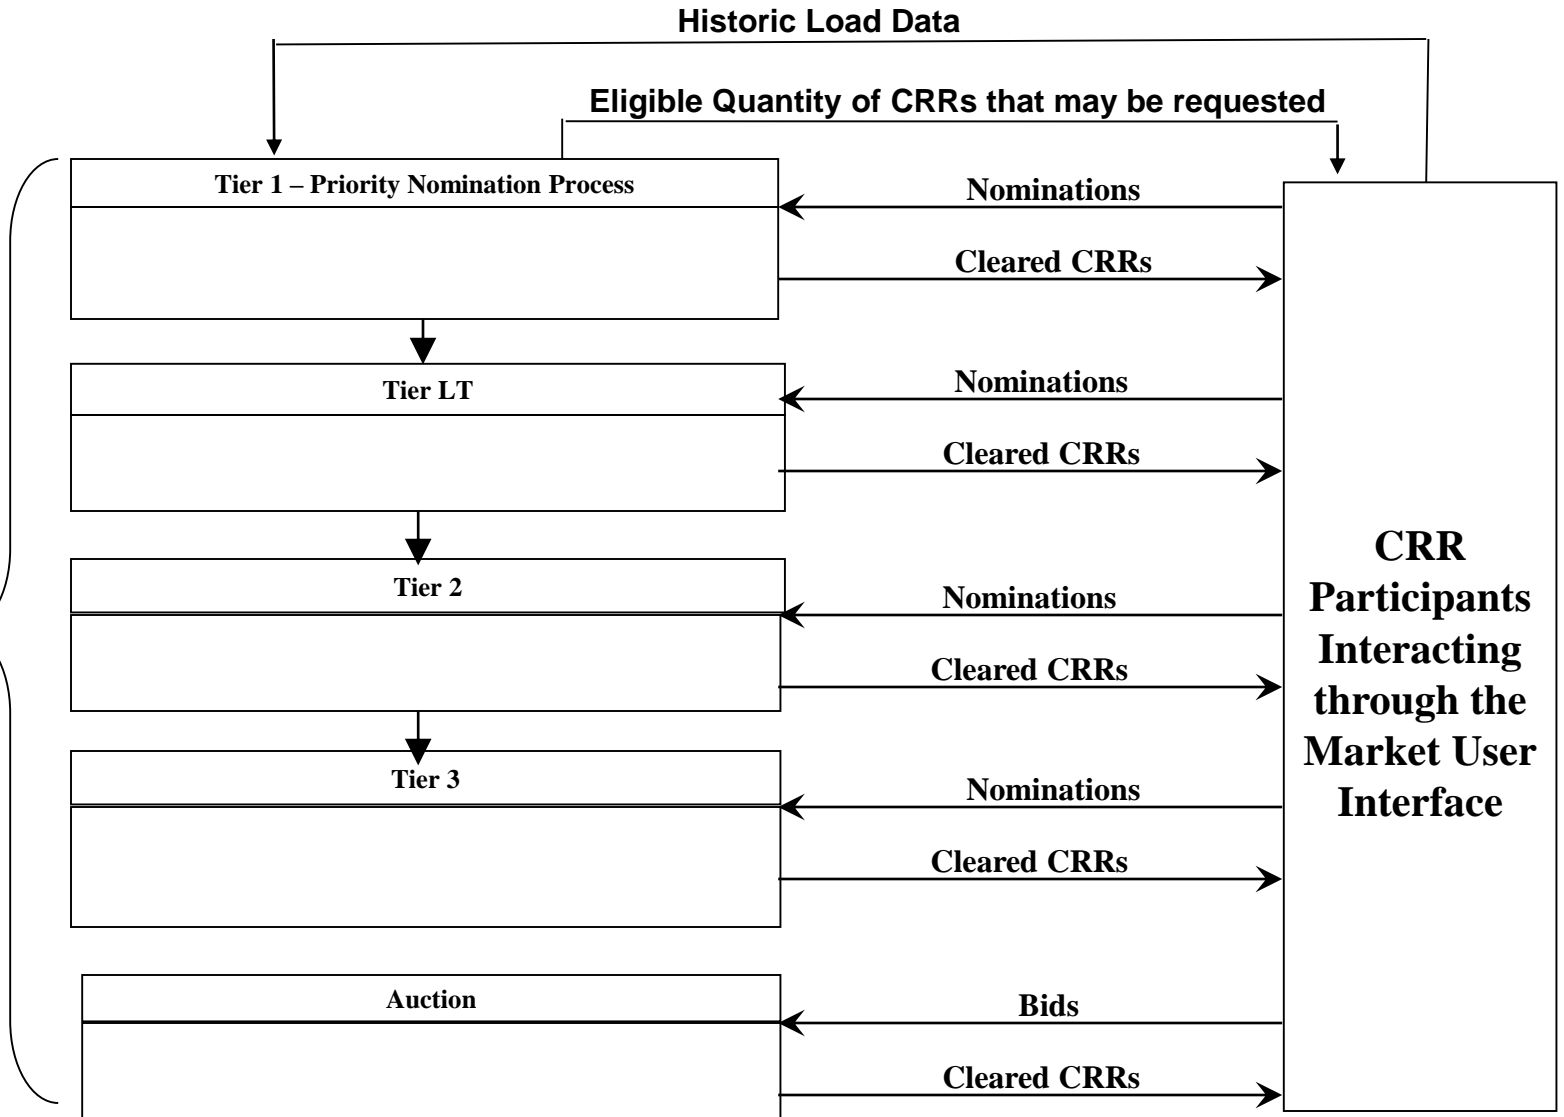 Historic Load Data
Eligible Quantity of CRRs that may be requested
Tier 1 – Priority Nomination Process
Nominations
Cleared CRRs
Tier LT
Nominations
Cleared CRRs
Tier 2
Nominations
Cleared CRRs
Tier 3
Nominations
Cleared CRRs
Auction
Bids
Cleared CRRs
CRR
Participants
Interacting
through the
Market User
Interface